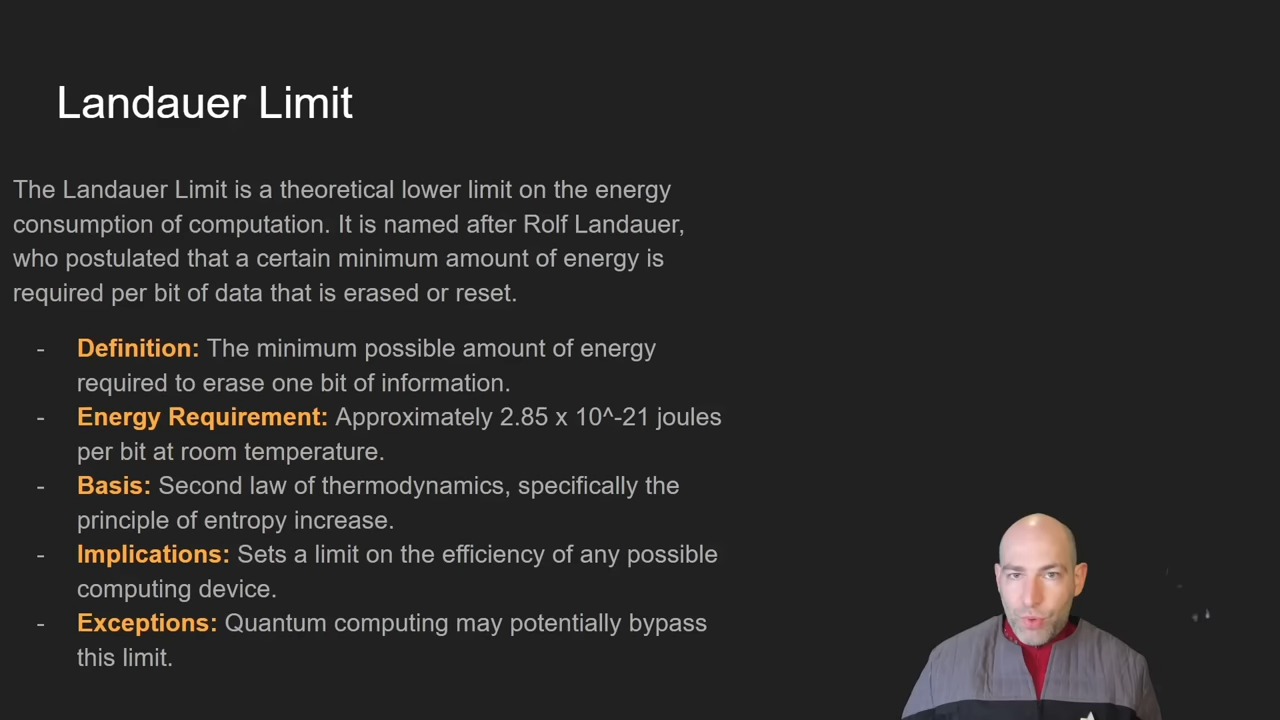 Landauer Limit
The Landauer Limit is a theoretical lower limit on the energy
consumption of computation. It is named after Rolf Landauer,
who postulated that a certain minimum amount of energy is
required per bit of data that is erased or reset.
- Definition: The minimum possible amount of energy
required to erase one bit of information.
- Energy Requirement: Approximately 2.85 x 10^-21 joules
per bit at room temperature.
- Basis: Second law of thermodynamics, specifically the
principle of entropy increase.
- Implications: Sets a limit on the efficiency of any possible
computing device.
- Exceptions: Quantum computing may potentially bypass
this limit.